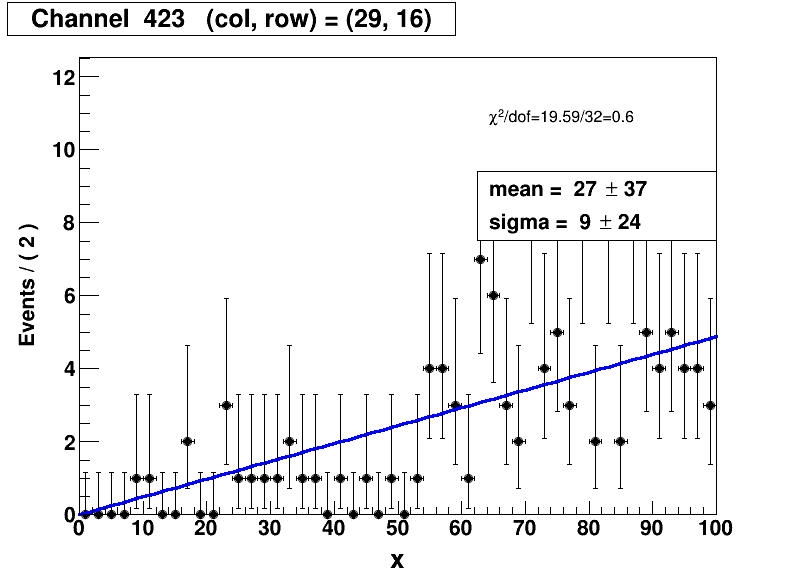 Channel 423 (col, row) = (29, 16)
χ²/dof=19.59/32=0.6
mean = 27 ± 37
sigma = 9 ± 24
Events / ( 2 )
12
10
8
6
4
2
0
0 10 20 30 40 50 60 70 80 90 100
x